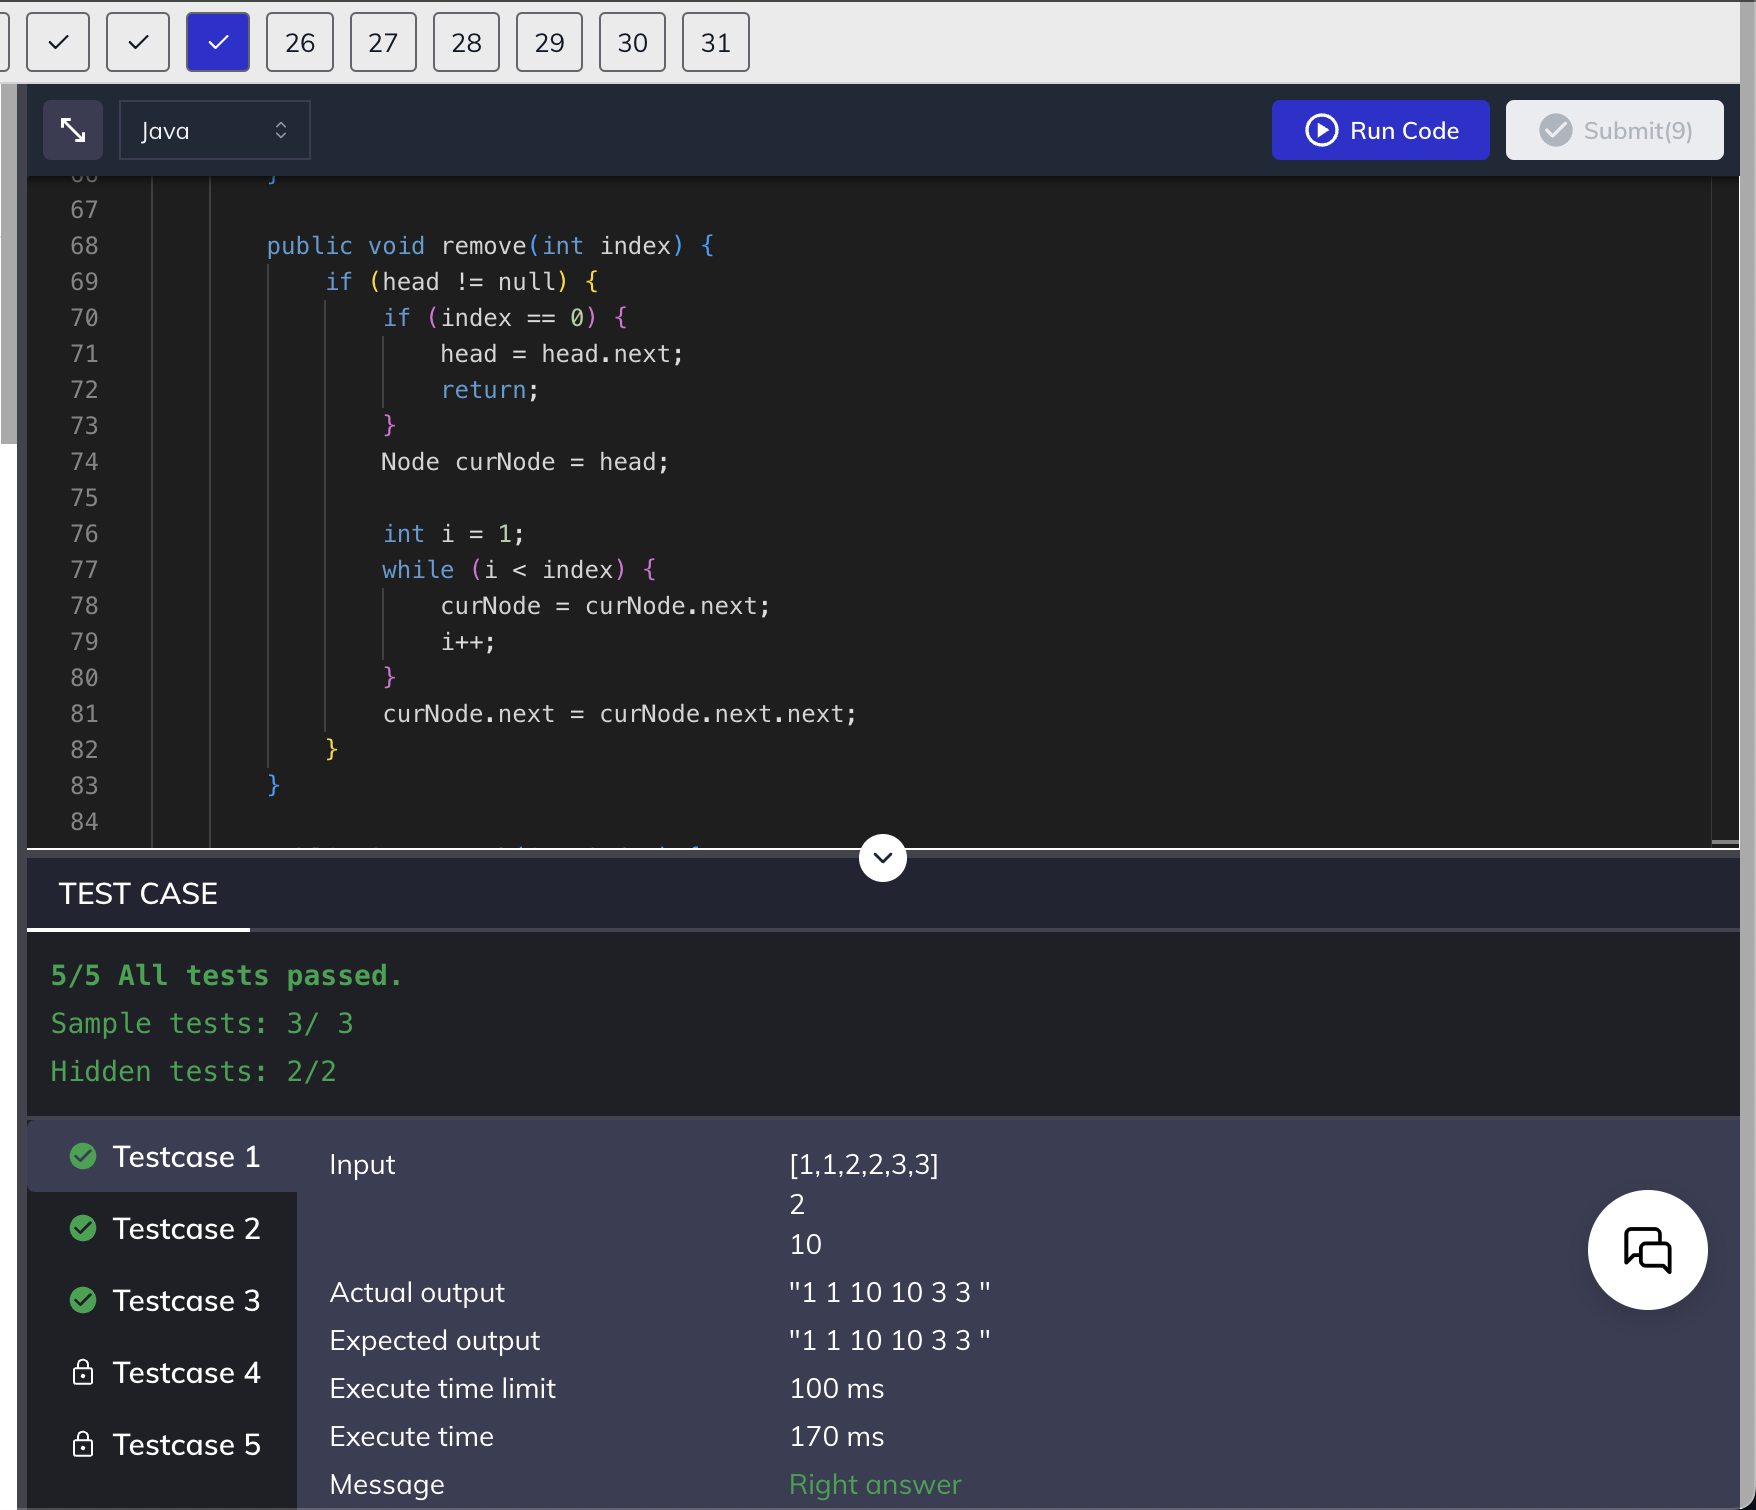 26 27 28 29 30 31
Java
Run Code
Submit(9)
67
68 public void remove(int index) {
69 if (head != null) {
70 if (index == 0) {
71 head = head.next;
72 return;
73 }
74 Node curNode = head;
75
76 int i = 1;
77 while (i < index) {
78 curNode = curNode.next;
79 i++;
80 }
81 curNode.next = curNode.next.next;
82 }
83 }
84
TEST CASE
5/5 All tests passed.
Sample tests: 3/ 3
Hidden tests: 2/2
Testcase 1
Testcase 2
Testcase 3
Testcase 4
Testcase 5
Input [1,1,2,2,3,3]
2
10
Actual output "1 1 10 10 3 3 "
Expected output "1 1 10 10 3 3 "
Execute time limit 100 ms
Execute time 170 ms
Message Right answer